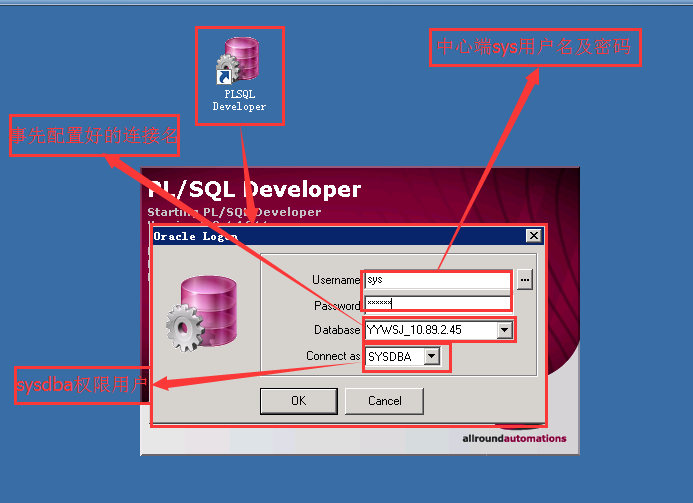 中心端sys用户名及密码
PLSQL
Developer
事先配置好的连接名
PL/SQL Developer
Starting PL/SQL Developer
Oracle Logon
Username
sys
...
Password
xxxxxx
Database
YYWSJ_10.89.2.45
Connect as
SYSDBA
sysdba权限用户
OK
Cancel
allroundautomations